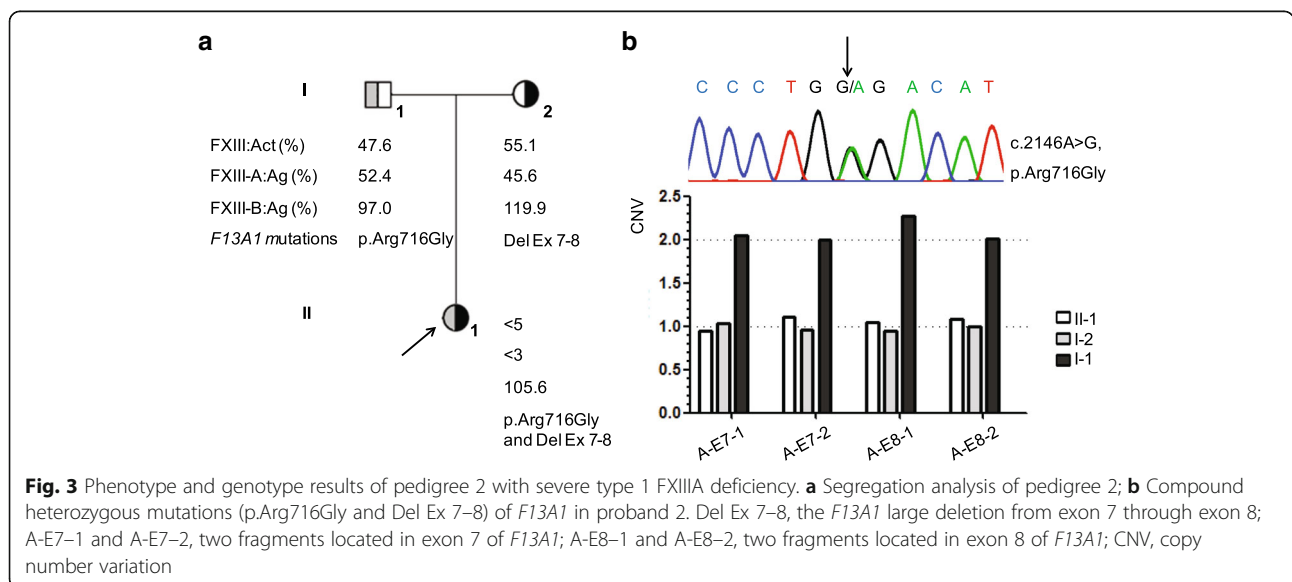 a
b
I
1
2
FXIII:Act (%) 47.6 55.1
FXIII-A:Ag (%) 52.4 45.6
FXIII-B:Ag (%) 97.0 119.9
F13A1 mutations p.Arg716Gly Del Ex 7-8
II
1
<5
<3
105.6
p.Arg716Gly
and Del Ex 7-8
C C C T G G/A G A C A T
c.2146A>G,
p.Arg716Gly
CNV
2.5
2.0
1.5
1.0
0.5
0.0
A-E7-1 A-E7-2 A-E8-1 A-E8-2
II-1
I-2
I-1
Fig. 3 Phenotype and genotype results of pedigree 2 with severe type 1 FXIIIA deficiency. a Segregation analysis of pedigree 2; b Compound
heterozygous mutations (p.Arg716Gly and Del Ex 7–8) of F13A1 in proband 2. Del Ex 7–8, the F13A1 large deletion from exon 7 through exon 8;
A-E7–1 and A-E7–2, two fragments located in exon 7 of F13A1; A-E8–1 and A-E8–2, two fragments located in exon 8 of F13A1; CNV, copy
number variation